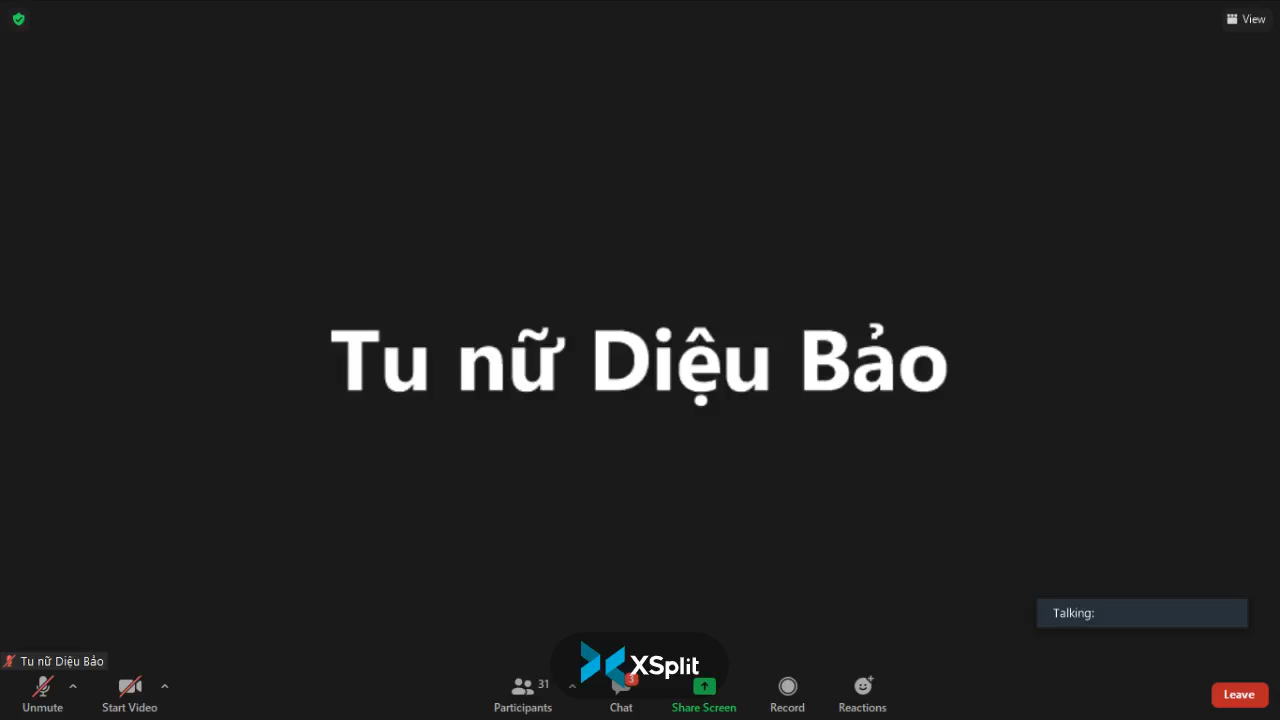 View
Tu nữ Diệu Bảo
Talking:
Tu nữ Diệu Bảo
XSplit
31
3
Unmute
Start Video
Participants
Chat
Share Screen
Record
Reactions
Leave